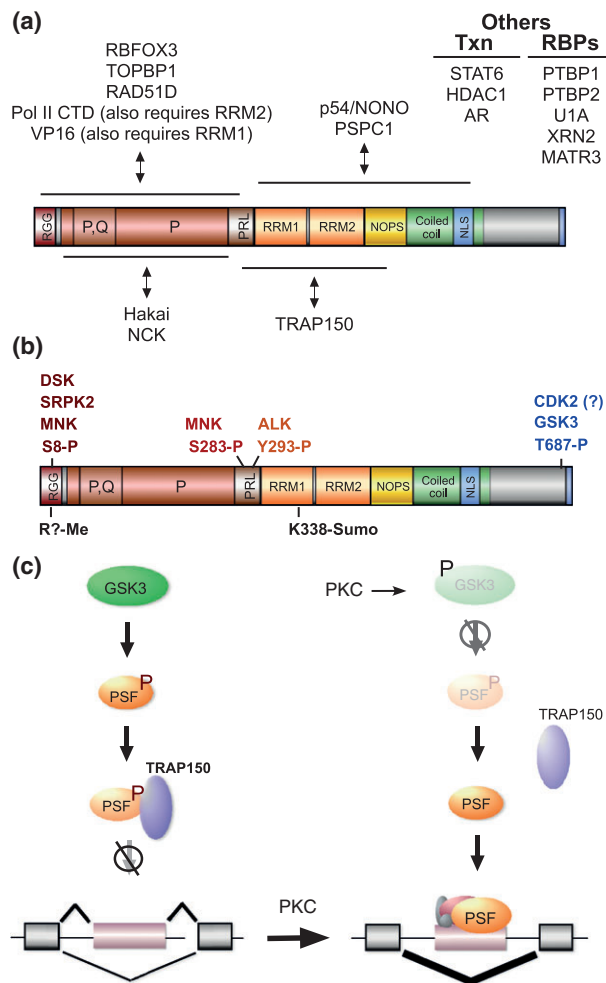 (a)
RBFOX3
TOPBP1
RAD51D
Pol II CTD (also requires RRM2)
VP16 (also requires RRM1)
p54/NONO
PSPC1
Others
Txn
STAT6
HDAC1
AR
RBPs
PTBP1
PTBP2
U1A
XRN2
MATR3
RGG
P,Q
P
PRL
RRM1
RRM2
NOPS
Coiled
coil
NLS
Hakai
NCK
TRAP150
(b)
DSK
SRPK2
MNK
S8-P
MNK
S283-P
ALK
Y293-P
CDK2 (?)
GSK3
T687-P
RGG
P,Q
P
PRL
RRM1
RRM2
NOPS
Coiled
coil
NLS
R?-Me
K338-Sumo
(c)
GSK3
PSF
P
TRAP150
PSF
P
PKC
PKC
P
GSK3
PSF
P
TRAP150
PSF
PSF